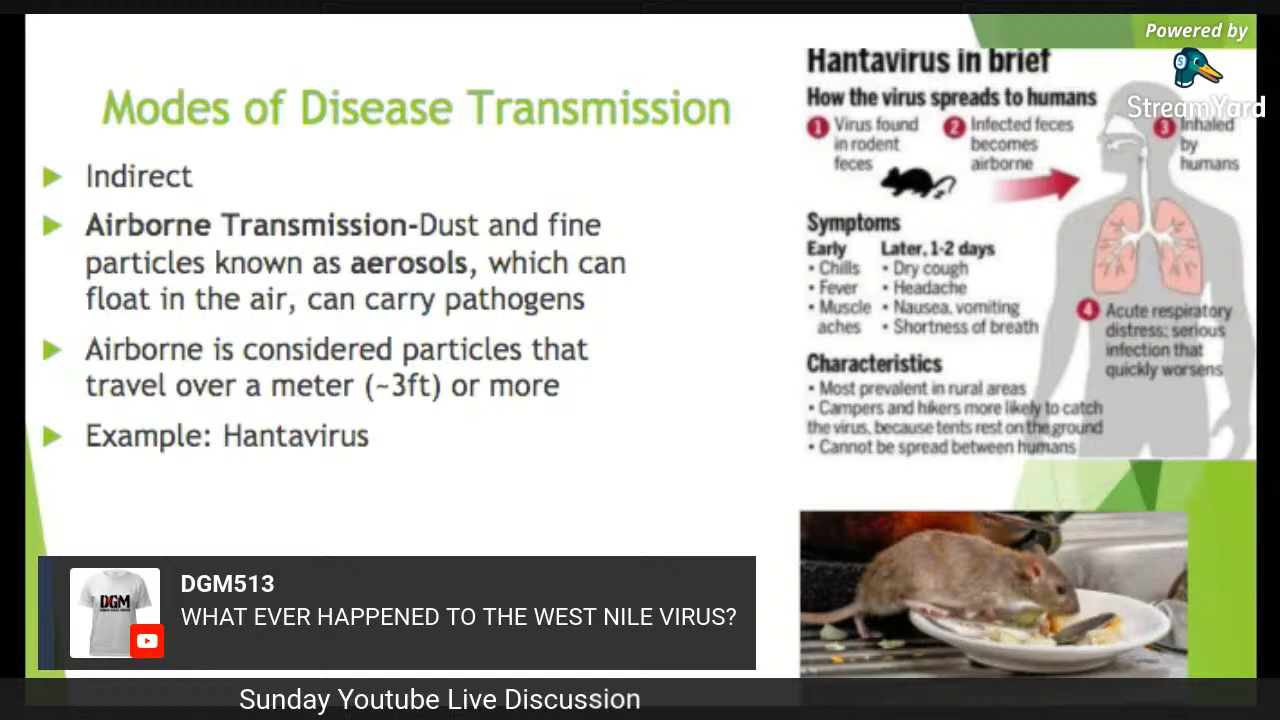 Powered by
StreamYard
Modes of Disease Transmission
Indirect
Airborne Transmission-Dust and fine
particles known as aerosols, which can
float in the air, can carry pathogens
Airborne is considered particles that
travel over a meter (~3ft) or more
Example: Hantavirus
Hantavirus in brief
How the virus spreads to humans
1 Virus found
in rodent
feces
2 Infected feces
becomes
airborne
3 Inhaled
by
humans
Symptoms
Early
• Chills
• Fever
• Muscle
aches
Later, 1-2 days
• Dry cough
• Headache
• Nausea, vomiting
• Shortness of breath
4 Acute respiratory
distress; serious
infection that
quickly worsens
Characteristics
• Most prevalent in rural areas
• Campers and hikers more likely to catch
the virus, because tents rest on the ground
• Cannot be spread between humans
DGM
DGM513
WHAT EVER HAPPENED TO THE WEST NILE VIRUS?
Sunday Youtube Live Discussion